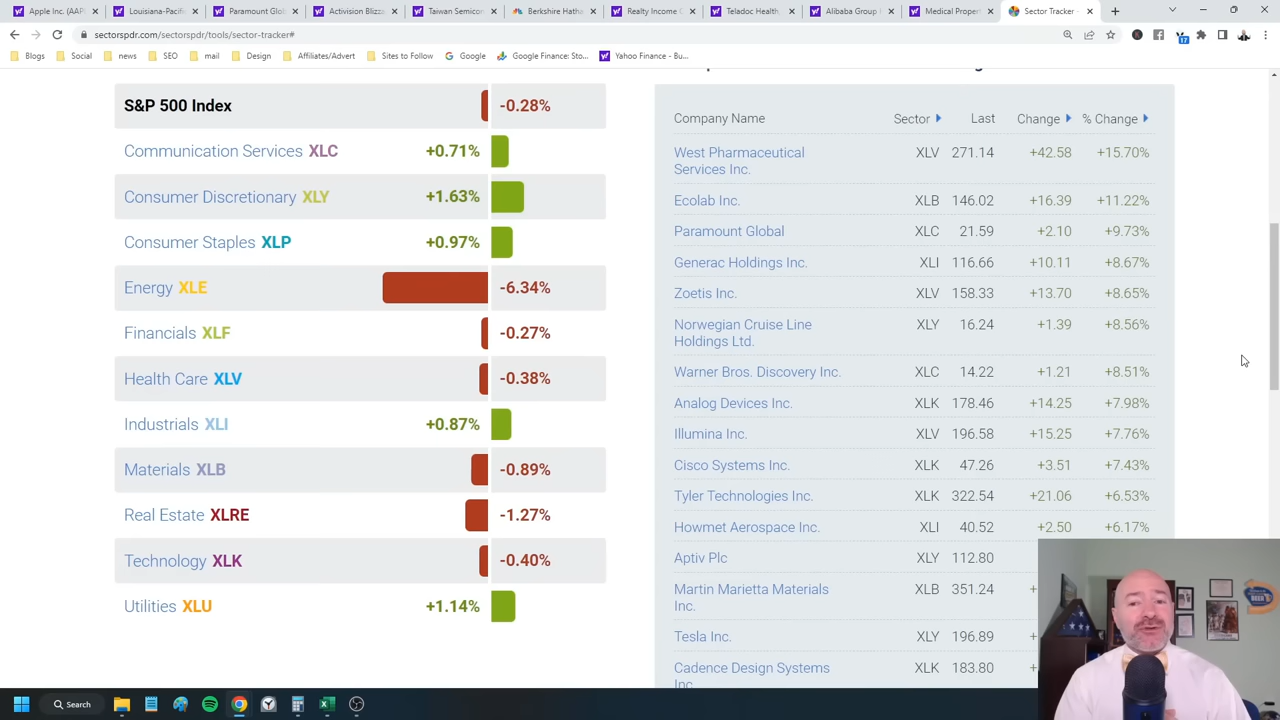 Apple Inc. (AAP
Louisiana-Pacifi
Paramount Glob
Activision Blizza
Taiwan Semicon
Berkshire Hatha
Realty Income C
Teladoc Health,
Alibaba Group H
Medical Propert
Sector Tracker
sectorspdr.com/sectorspdr/tools/sector-tracker#
17
Blogs
Social
news
SEO
mail
Design
Affiliates/Advert
Sites to Follow
Google
Google Finance: Sto...
Yahoo Finance - Bu...
S&P 500 Index -0.28%
Communication Services XLC +0.71%
Consumer Discretionary XLY +1.63%
Consumer Staples XLP +0.97%
Energy XLE -6.34%
Financials XLF -0.27%
Health Care XLV -0.38%
Industrials XLI +0.87%
Materials XLB -0.89%
Real Estate XLRE -1.27%
Technology XLK -0.40%
Utilities XLU +1.14%
Company Name Sector Last Change % Change
West Pharmaceutical XLV 271.14 +42.58 +15.70%
Services Inc.
Ecolab Inc. XLB 146.02 +16.39 +11.22%
Paramount Global XLC 21.59 +2.10 +9.73%
Generac Holdings Inc. XLI 116.66 +10.11 +8.67%
Zoetis Inc. XLV 158.33 +13.70 +8.65%
Norwegian Cruise Line XLY 16.24 +1.39 +8.56%
Holdings Ltd.
Warner Bros. Discovery Inc. XLC 14.22 +1.21 +8.51%
Analog Devices Inc. XLK 178.46 +14.25 +7.98%
Illumina Inc. XLV 196.58 +15.25 +7.76%
Cisco Systems Inc. XLK 47.26 +3.51 +7.43%
Tyler Technologies Inc. XLK 322.54 +21.06 +6.53%
Howmet Aerospace Inc. XLI 40.52 +2.50 +6.17%
Aptiv Plc XLY 112.80
Martin Marietta Materials XLB 351.24 +
Inc.
Tesla Inc. XLY 196.89 +
Cadence Design Systems XLK 183.80 +
Inc.
Search